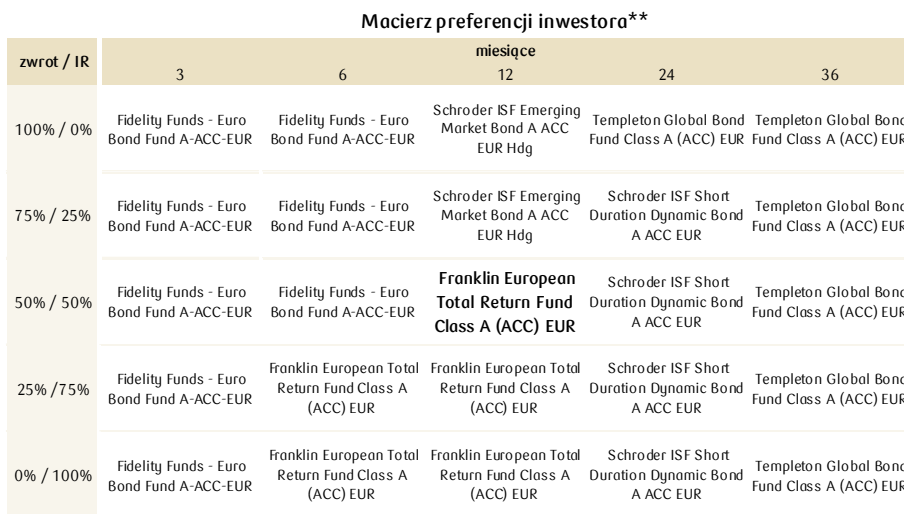 Macierz preferencji inwestora**
zwrot / IR
miesiące
3 6 12 24 36
100% / 0%
Fidelity Funds - Euro
Bond Fund A-ACC-EUR
Fidelity Funds - Euro
Bond Fund A-ACC-EUR
Schroder ISF Emerging
Market Bond A ACC
EUR Hdg
Templeton Global Bond
Fund Class A (ACC) EUR
Templeton Global Bond
Fund Class A (ACC) EUR
75% / 25%
Fidelity Funds - Euro
Bond Fund A-ACC-EUR
Fidelity Funds - Euro
Bond Fund A-ACC-EUR
Schroder ISF Emerging
Market Bond A ACC
EUR Hdg
Schroder ISF Short
Duration Dynamic Bond
A ACC EUR
Templeton Global Bond
Fund Class A (ACC) EUR
50% / 50%
Fidelity Funds - Euro
Bond Fund A-ACC-EUR
Fidelity Funds - Euro
Bond Fund A-ACC-EUR
Franklin European
Total Return Fund
Class A (ACC) EUR
Schroder ISF Short
Duration Dynamic Bond
A ACC EUR
Templeton Global Bond
Fund Class A (ACC) EUR
25% /75%
Fidelity Funds - Euro
Bond Fund A-ACC-EUR
Franklin European Total
Return Fund Class A
(ACC) EUR
Franklin European Total
Return Fund Class A
(ACC) EUR
Schroder ISF Short
Duration Dynamic Bond
A ACC EUR
Templeton Global Bond
Fund Class A (ACC) EUR
0% / 100%
Fidelity Funds - Euro
Bond Fund A-ACC-EUR
Franklin European Total
Return Fund Class A
(ACC) EUR
Franklin European Total
Return Fund Class A
(ACC) EUR
Schroder ISF Short
Duration Dynamic Bond
A ACC EUR
Templeton Global Bond
Fund Class A (ACC) EUR